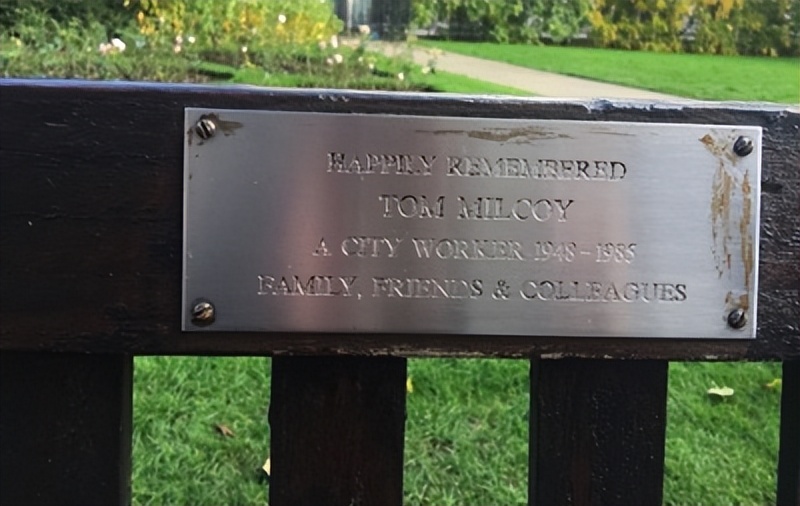 HAPPILY REMEMBERED
TOM MILCOY
A CITY WORKER 1948-1985
FAMILY, FRIENDS & COLLEAGUES